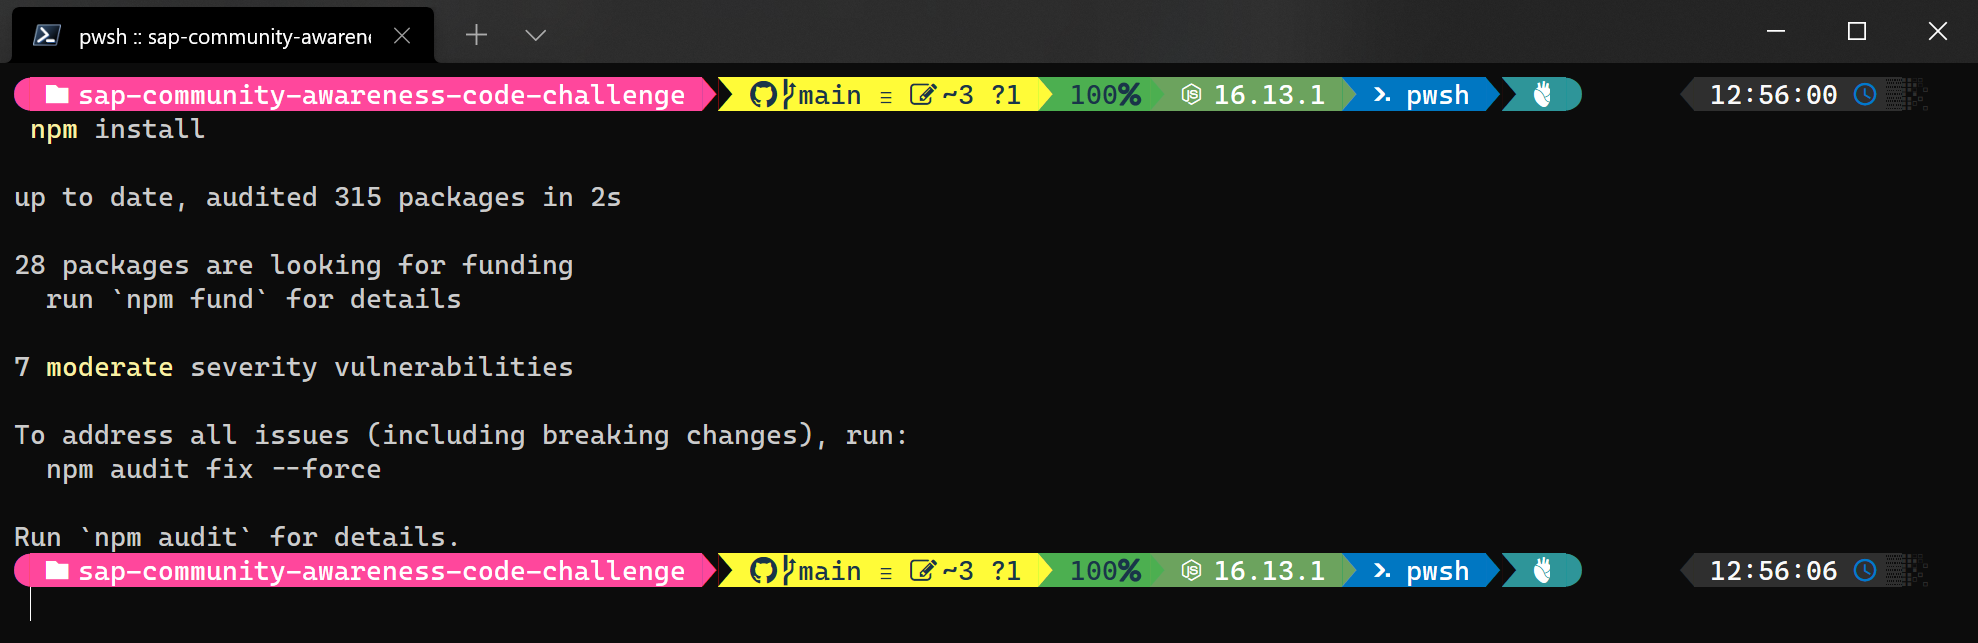 pwsh :: sap-community-awaren
sap-community-awareness-code-challenge main ≡ ~3 ?1 100% 16.13.1 pwsh 12:56:00
npm install
up to date, audited 315 packages in 2s
28 packages are looking for funding
run `npm fund` for details
7 moderate severity vulnerabilities
To address all issues (including breaking changes), run:
npm audit fix --force
Run `npm audit` for details.
sap-community-awareness-code-challenge main ≡ ~3 ?1 100% 16.13.1 pwsh 12:56:06